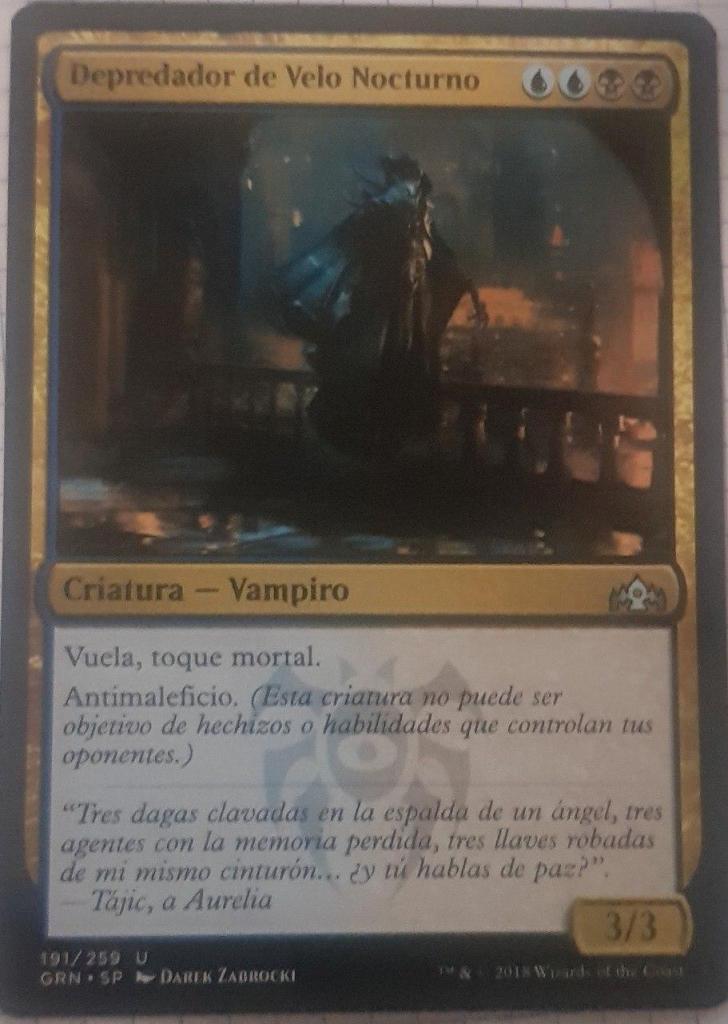 Depredador de Velo Nocturno
Criatura — Vampiro
Vuela, toque mortal.
Antimaleficio. (Esta criatura no puede ser
objetivo de hechizos o habilidades que controlan tus
oponentes.)
“Tres dagas clavadas en la espalda de un ángel, tres
agentes con la memoria perdida, tres llaves robadas
de mi mismo cinturón... ¿y tú hablas de paz?”.
—Tájic, a Aurelia
3/3
191/259 U
GRN • SP DAREK ZABROCKI
™ & © 2018 Wizards of the Coast